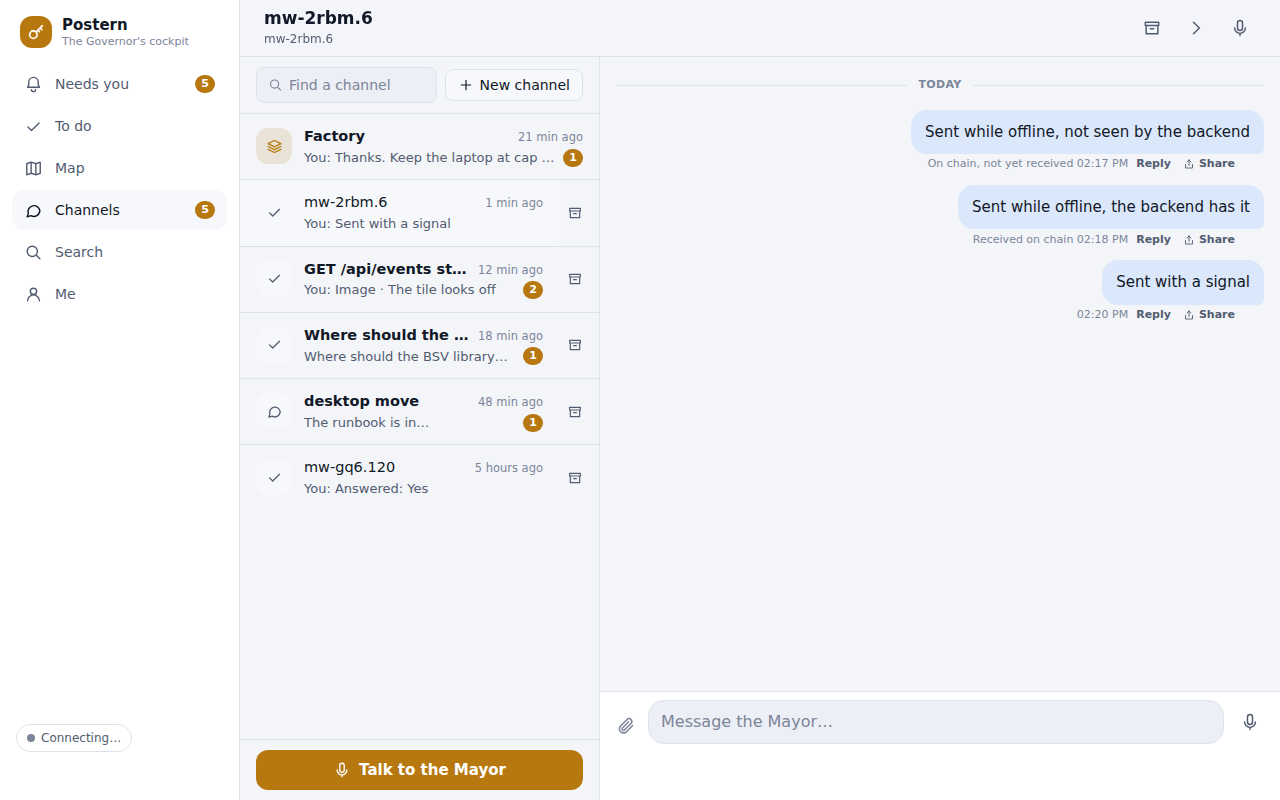 Postern
The Governor's cockpit
Needs you 5
To do
Map
Channels 5
Search
Me
Connecting…
mw-2rbm.6
mw-2rbm.6
Find a channel
New channel
Factory 21 min ago
You: Thanks. Keep the laptop at cap … 1
mw-2rbm.6 1 min ago
You: Sent with a signal
GET /api/events st… 12 min ago
You: Image · The tile looks off 2
Where should the … 18 min ago
Where should the BSV library… 1
desktop move 48 min ago
The runbook is in… 1
mw-gq6.120 5 hours ago
You: Answered: Yes
Talk to the Mayor
TODAY
Sent while offline, not seen by the backend
On chain, not yet received 02:17 PM Reply Share
Sent while offline, the backend has it
Received on chain 02:18 PM Reply Share
Sent with a signal
02:20 PM Reply Share
Message the Mayor…